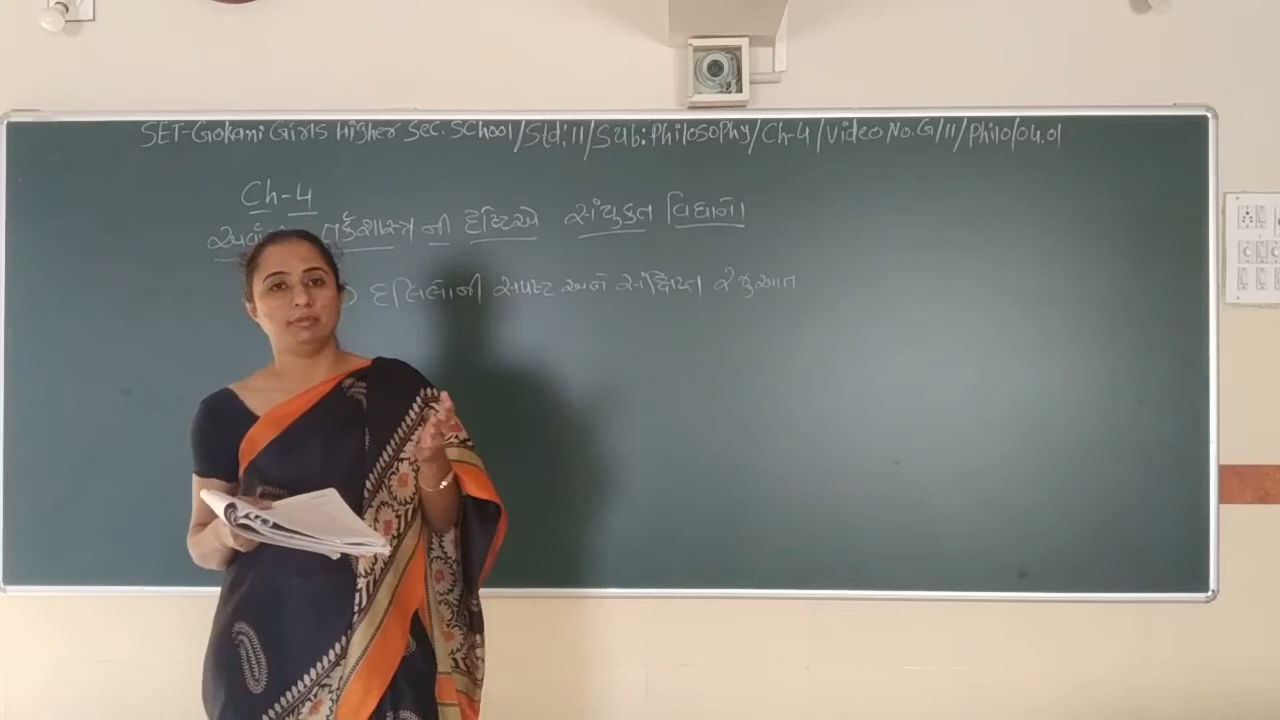 SET-Gokani Girls Higher Sec. School/Std:11/Sub:Philosophy/Ch-4/Video No.G/11/Philo/04.01
Ch-4
તર્કશાસ્ત્ર ની દૃષ્ટિએ સંયુક્ત વિધાનો
દલિલોની સ્પષ્ટ અને સંક્ષિપ્ત રજુઆત